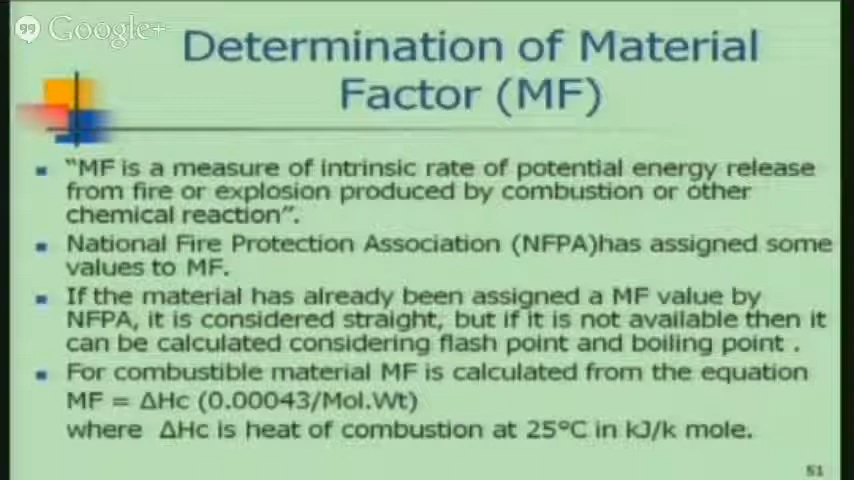 Google+
Determination of Material
Factor (MF)
"MF is a measure of intrinsic rate of potential energy release
from fire or explosion produced by combustion or other
chemical reaction".
National Fire Protection Association (NFPA)has assigned some
values to MF.
If the material has already been assigned a MF value by
NFPA, it is considered straight, but if it is not available then it
can be calculated considering flash point and boiling point .
For combustible material MF is calculated from the equation
MF = ΔHc (0.00043/Mol.Wt)
where ΔHc is heat of combustion at 25°C in kJ/k mole.
51